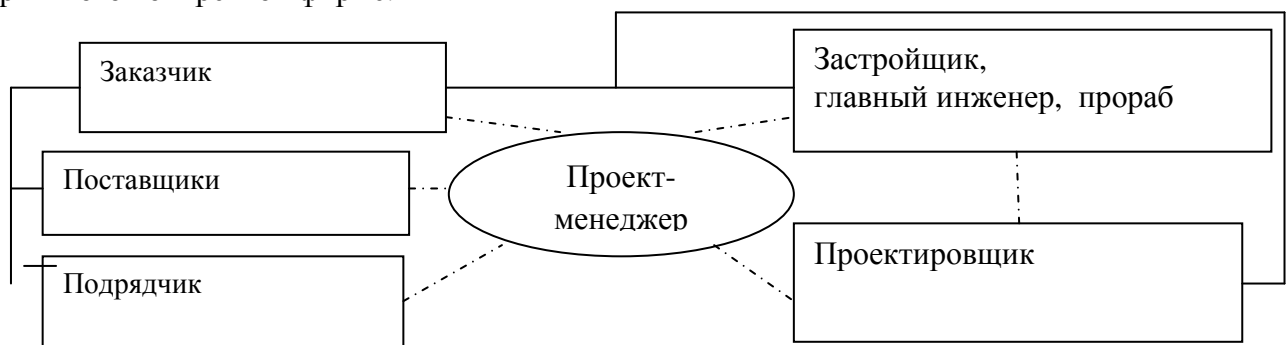 Заказчик
Застройщик,
главный инженер, прораб
Поставщики
Проект-
менеджер
Подрядчик
Проектировщик